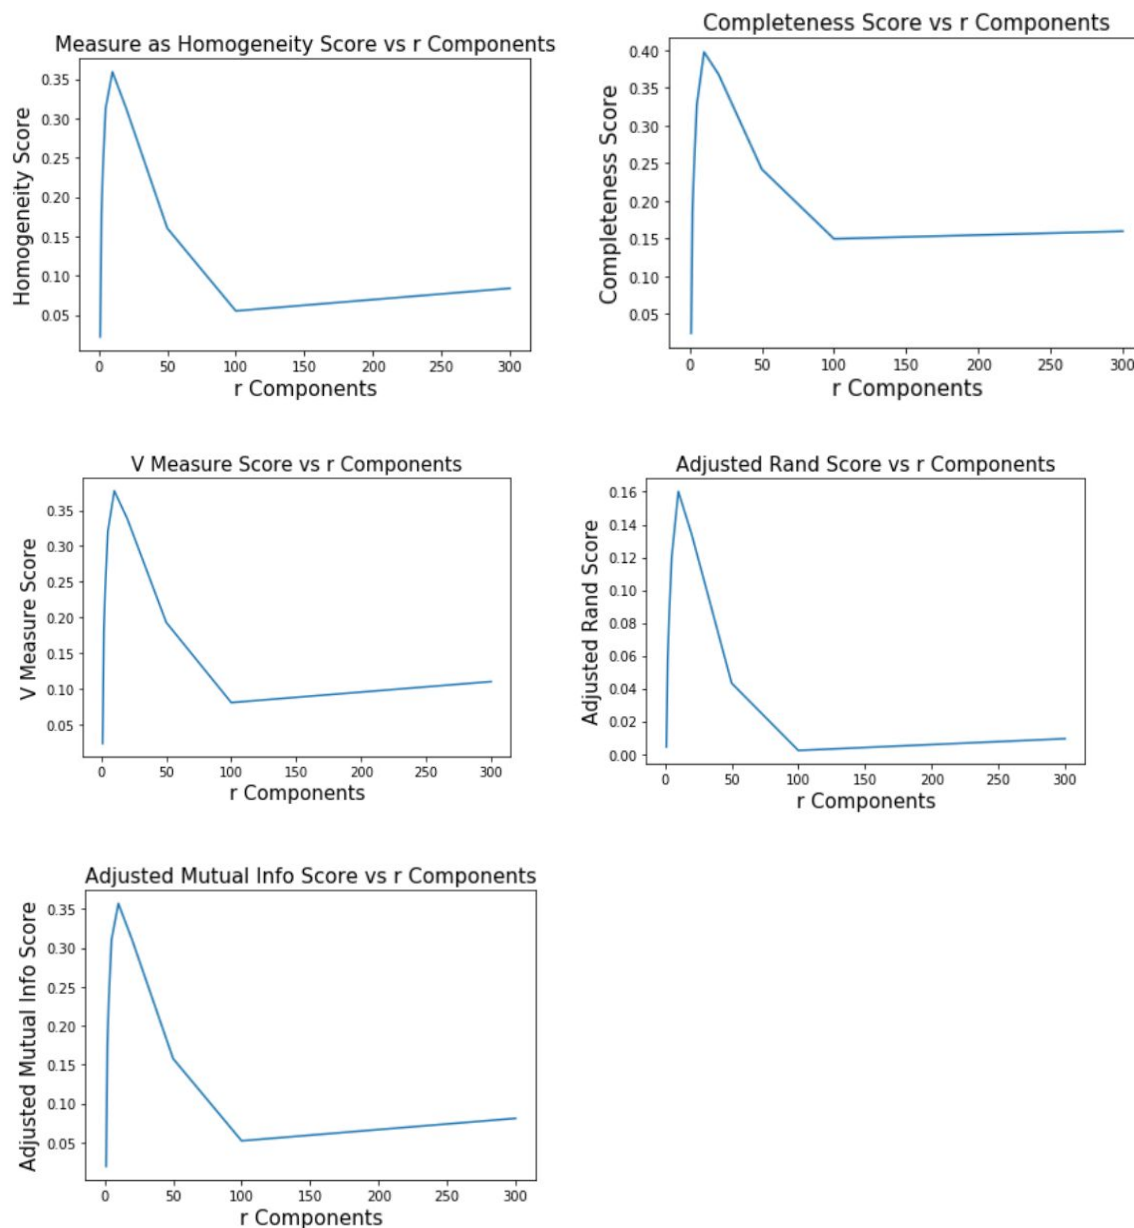 Measure as Homogeneity Score vs r Components
Homogeneity Score
0.35
0.30
0.25
0.20
0.15
0.10
0.05
0 50 100 150 200 250 300
r Components
Completeness Score vs r Components
Completeness Score
0.40
0.35
0.30
0.25
0.20
0.15
0.10
0.05
0 50 100 150 200 250 300
r Components
V Measure Score vs r Components
V Measure Score
0.35
0.30
0.25
0.20
0.15
0.10
0.05
0 50 100 150 200 250 300
r Components
Adjusted Rand Score vs r Components
Adjusted Rand Score
0.16
0.14
0.12
0.10
0.08
0.06
0.04
0.02
0.00
0 50 100 150 200 250 300
r Components
Adjusted Mutual Info Score vs r Components
Adjusted Mutual Info Score
0.35
0.30
0.25
0.20
0.15
0.10
0.05
0 50 100 150 200 250 300
r Components